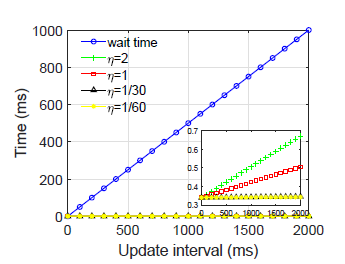 1000
800
600
400
200
0
Time (ms)
wait time
η=2
η=1
η=1/30
η=1/60
0.7
0.6
0.5
0.4
0.3
0 500 1000 1500 2000
0 500 1000 1500 2000
Update interval (ms)